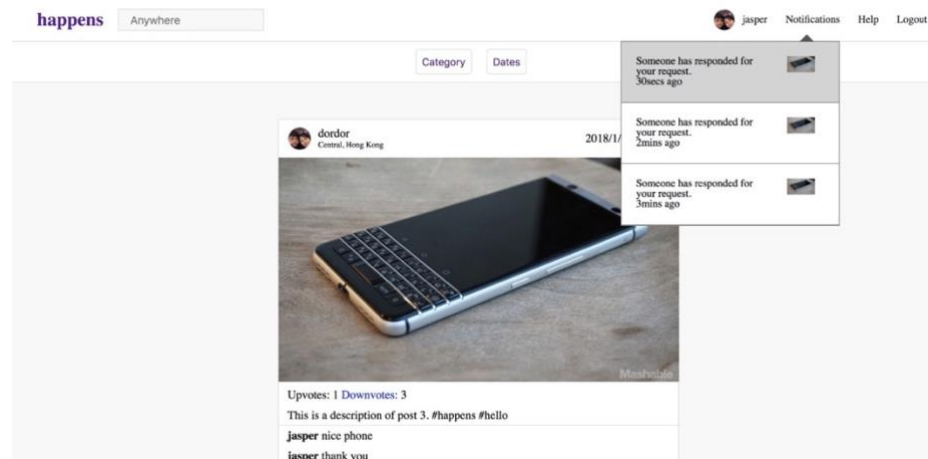 happens
Anywhere
jasper
Notifications
Help
Logout
Category
Dates
Someone has responded for
your request.
30secs ago
Someone has responded for
your request.
2mins ago
Someone has responded for
your request.
3mins ago
dordor
Central, Hong Kong
2018/1/
Mashable
Upvotes: 1 Downvotes: 3
This is a description of post 3. #happens #hello
jasper nice phone
jasper thank you